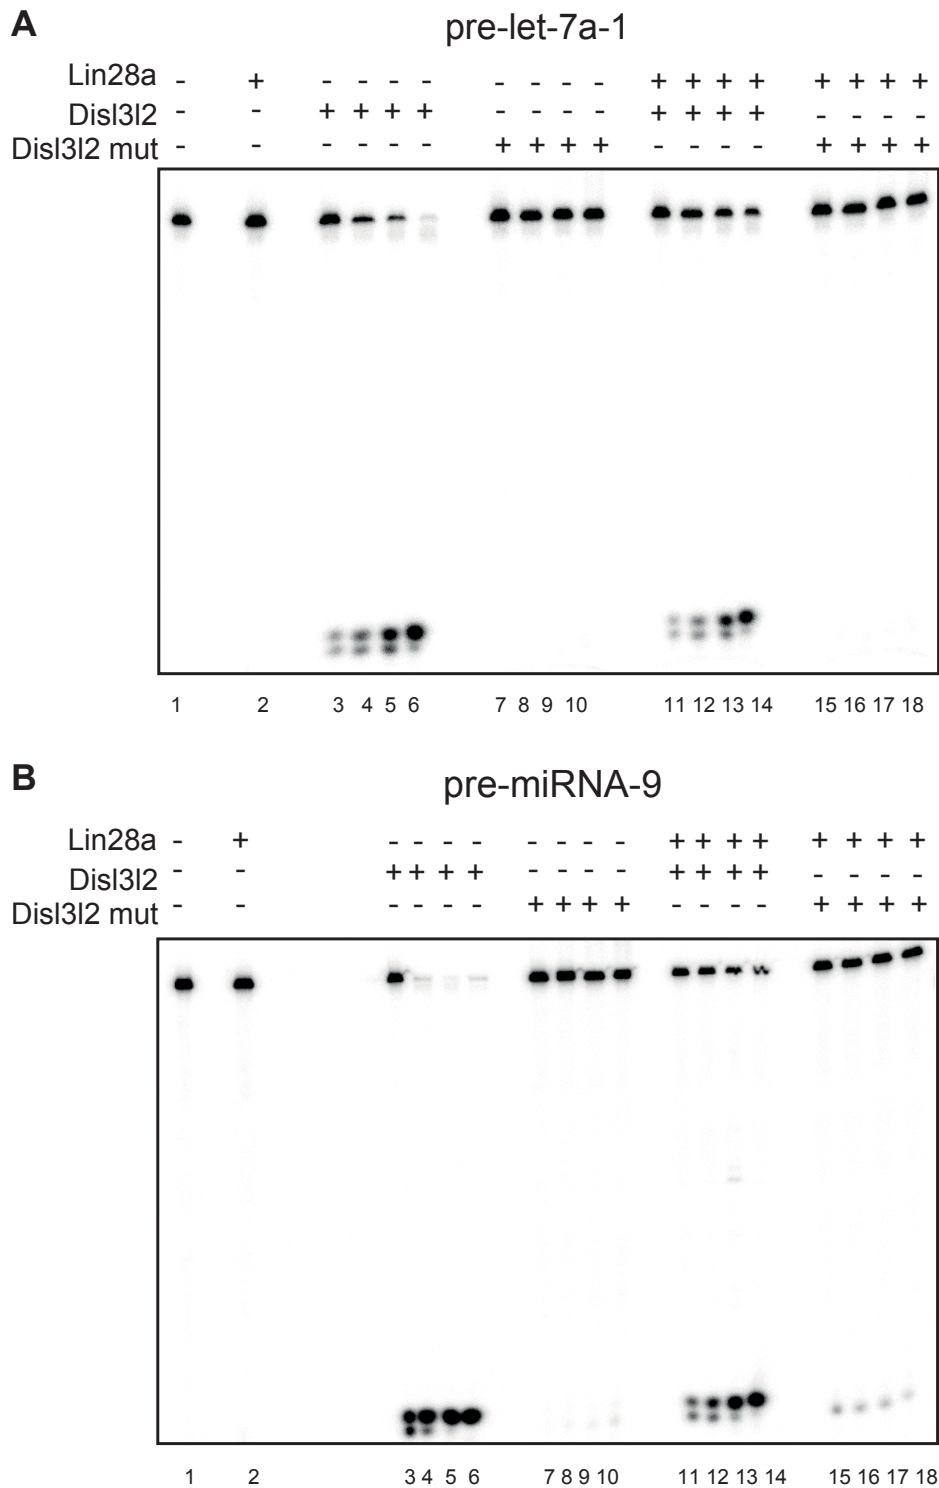 A
pre-let-7a-1
Lin28a - + - - - - - - - - + + + + + + + +
Disl3l2 - - + + + + - - - - + + + + - - - -
Disl3l2 mut - - - - - - + + + + - - - - + + + +
1 2 3 4 5 6 7 8 9 10 11 12 13 14 15 16 17 18
B
pre-miRNA-9
Lin28a - + - - - - - - - - + + + + + + + +
Disl3l2 - - + + + + - - - - + + + + - - - -
Disl3l2 mut - - - - - - + + + + - - - - + + + +
1 2 3 4 5 6 7 8 9 10 11 12 13 14 15 16 17 18